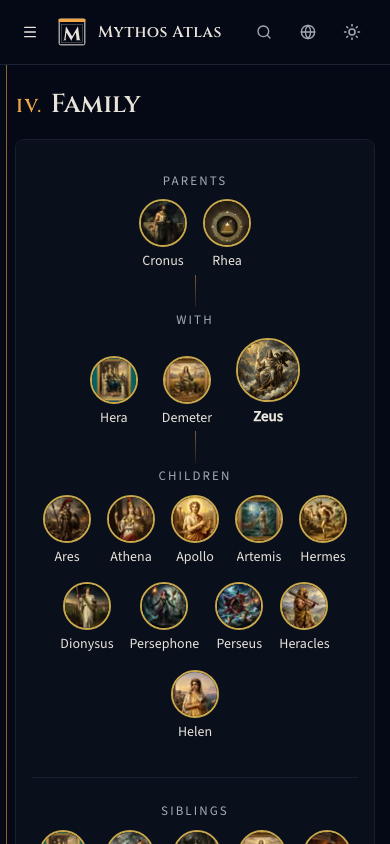 M MYTHOS ATLAS
IV. FAMILY
PARENTS
Cronus Rhea
WITH
Hera Demeter Zeus
CHILDREN
Ares Athena Apollo Artemis Hermes
Dionysus Persephone Perseus Heracles
Helen
SIBLINGS